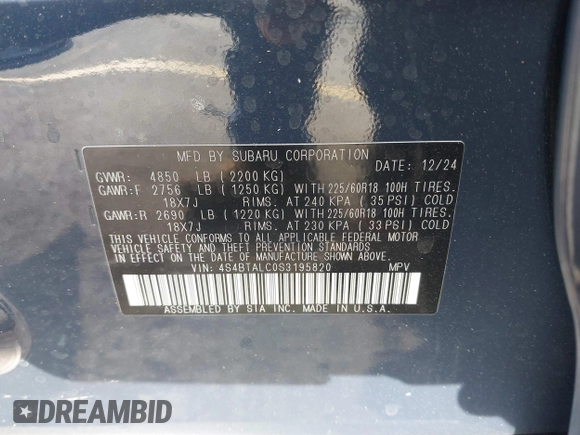 MFD BY SUBARU CORPORATION
DATE: 12/24
GVWR: 4850 LB ( 2200 KG)
GAWR:F 2756 LB ( 1250 KG) WITH 225/60R18 100H TIRES.
18X7J RIMS. AT 240 KPA ( 35 PSI) COLD
GAWR:R 2690 LB ( 1220 KG) WITH 225/60R18 100H TIRES.
18X7J RIMS. AT 230 KPA ( 33 PSI) COLD
THIS VEHICLE CONFORMS TO ALL APPLICABLE FEDERAL MOTOR
VEHICLE SAFETY AND THEFT PREVENTION STANDARDS
IN EFFECT ON THE DATE OF MANUFACTURE SHOWN ABOVE.
VIN: 4S4BTALC0S3195820 MPV
ASSEMBLED BY SIA INC. MADE IN U.S.A.
DREAMBID